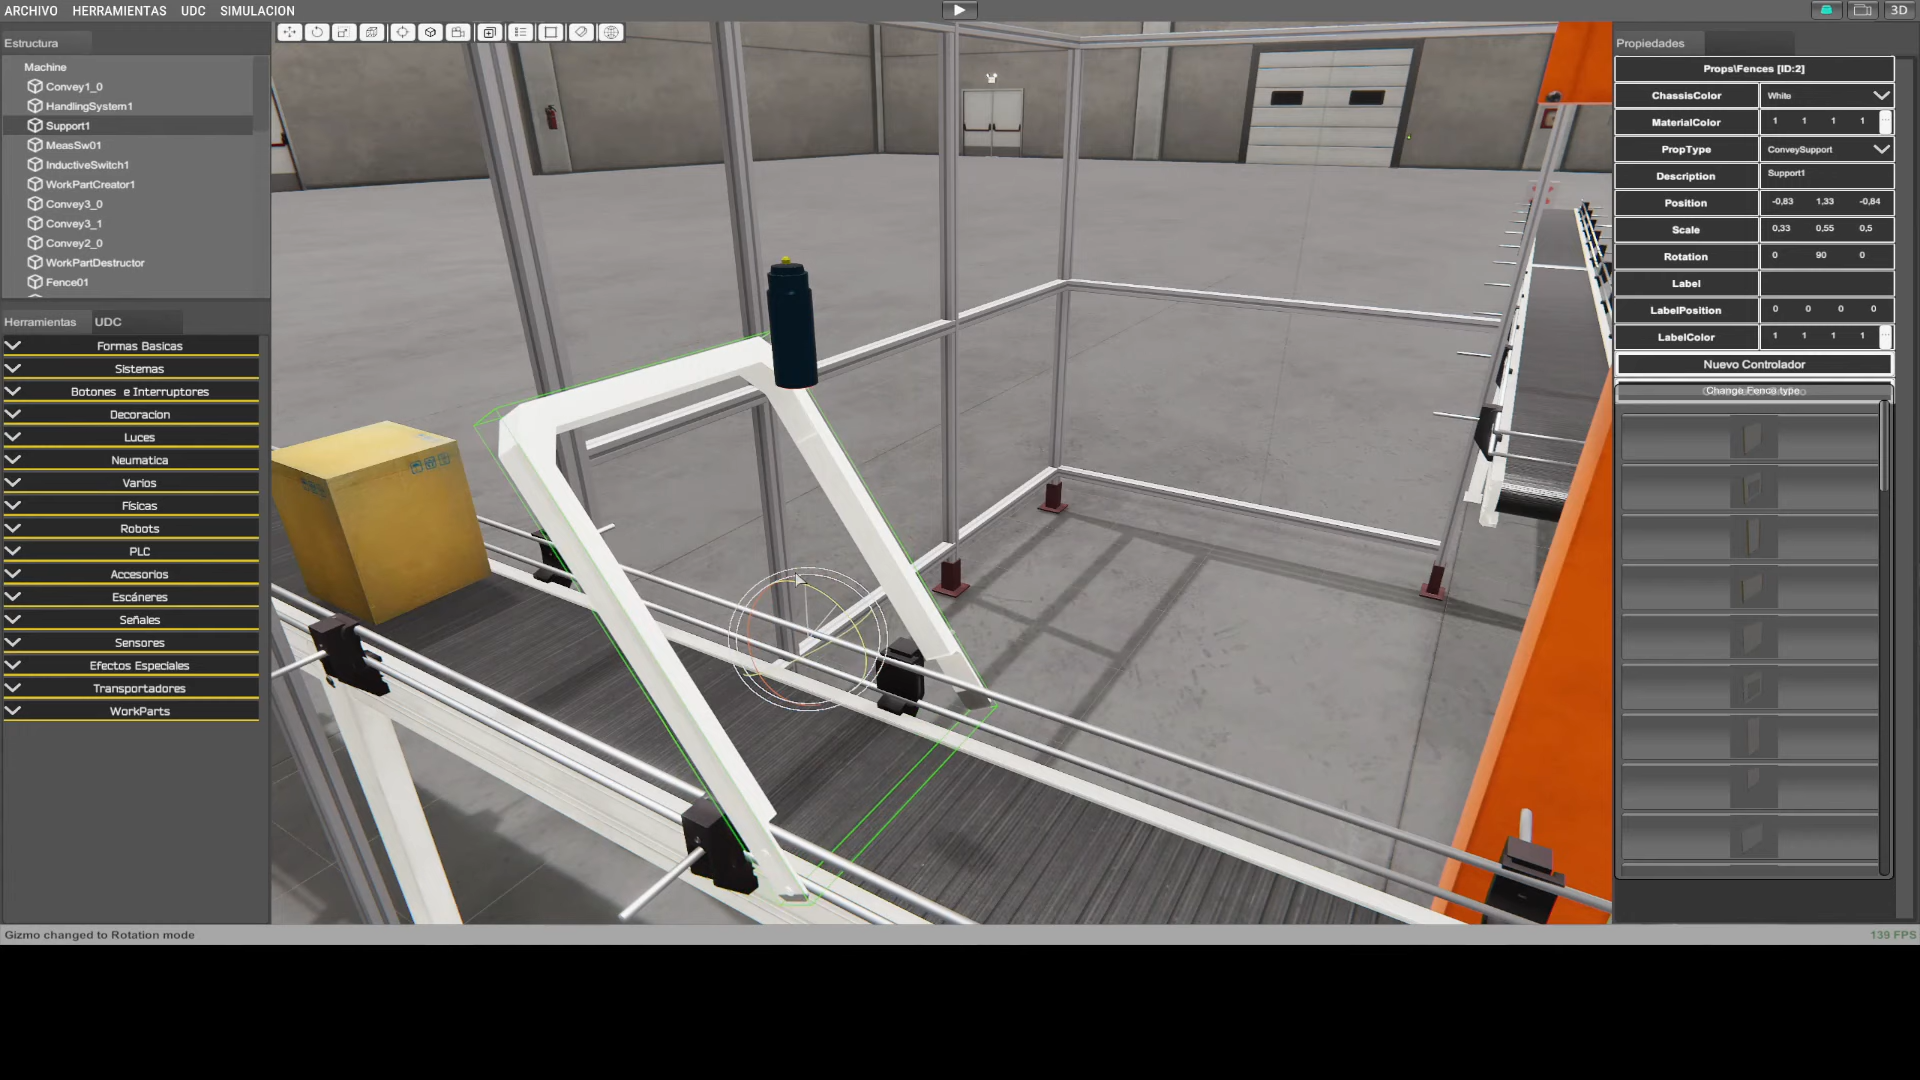 ARCHIVO HERRAMIENTAS UDC SIMULACION
3D
Estructura
Machine
Convey1_0
HandlingSystem1
Support1
MeasSw01
InductiveSwitch1
WorkPartCreator1
Convey3_0
Convey3_1
Convey2_0
WorkPartDestructor
Fence01
Herramientas UDC
Formas Basicas
Sistemas
Botones e Interruptores
Decoracion
Luces
Neumatica
Varios
Físicas
Robots
PLC
Accesorios
Escáneres
Señales
Sensores
Efectos Especiales
Transportadores
WorkParts
Propiedades
Props\Fences [ID:2]
ChassisColor White
MaterialColor 1 1 1 1
PropType ConveySupport
Description Support1
Position -0,83 1,33 -0,84
Scale 0,33 0,55 0,5
Rotation 0 90 0
Label
LabelPosition 0 0 0 0
LabelColor 1 1 1 1
Nuevo Controlador
Change Fence type
Gizmo changed to Rotation mode
139 FPS